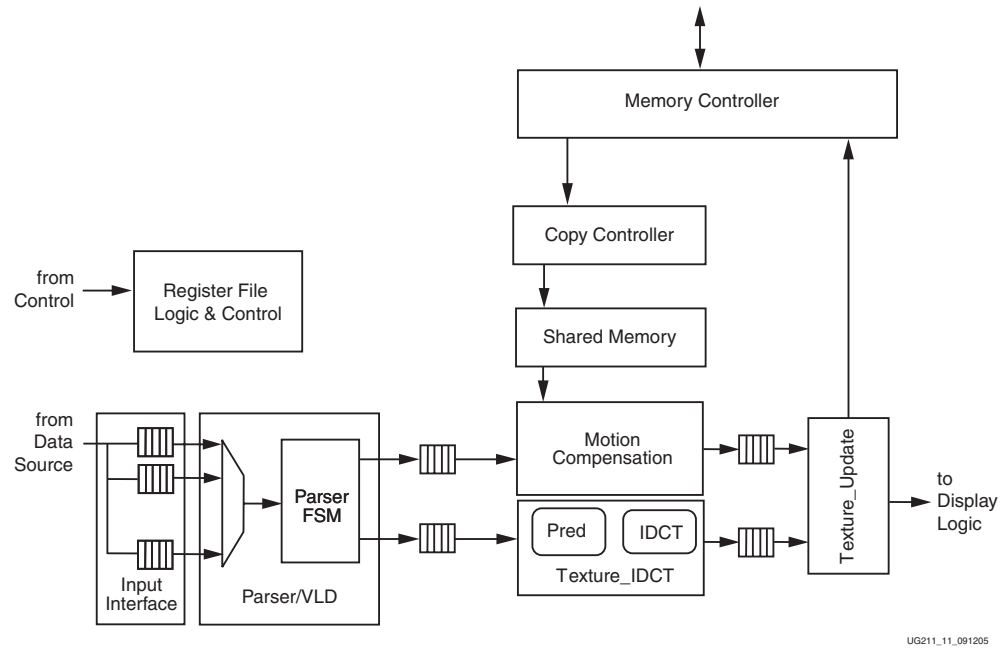 Memory Controller
Copy Controller
from
Control
Register File
Logic & Control
Shared Memory
from
Data
Source
Input
Interface
Parser
FSM
Parser/VLD
Motion
Compensation
Pred
IDCT
Texture_IDCT
Texture_Update
to
Display
Logic
UG211_11_091205